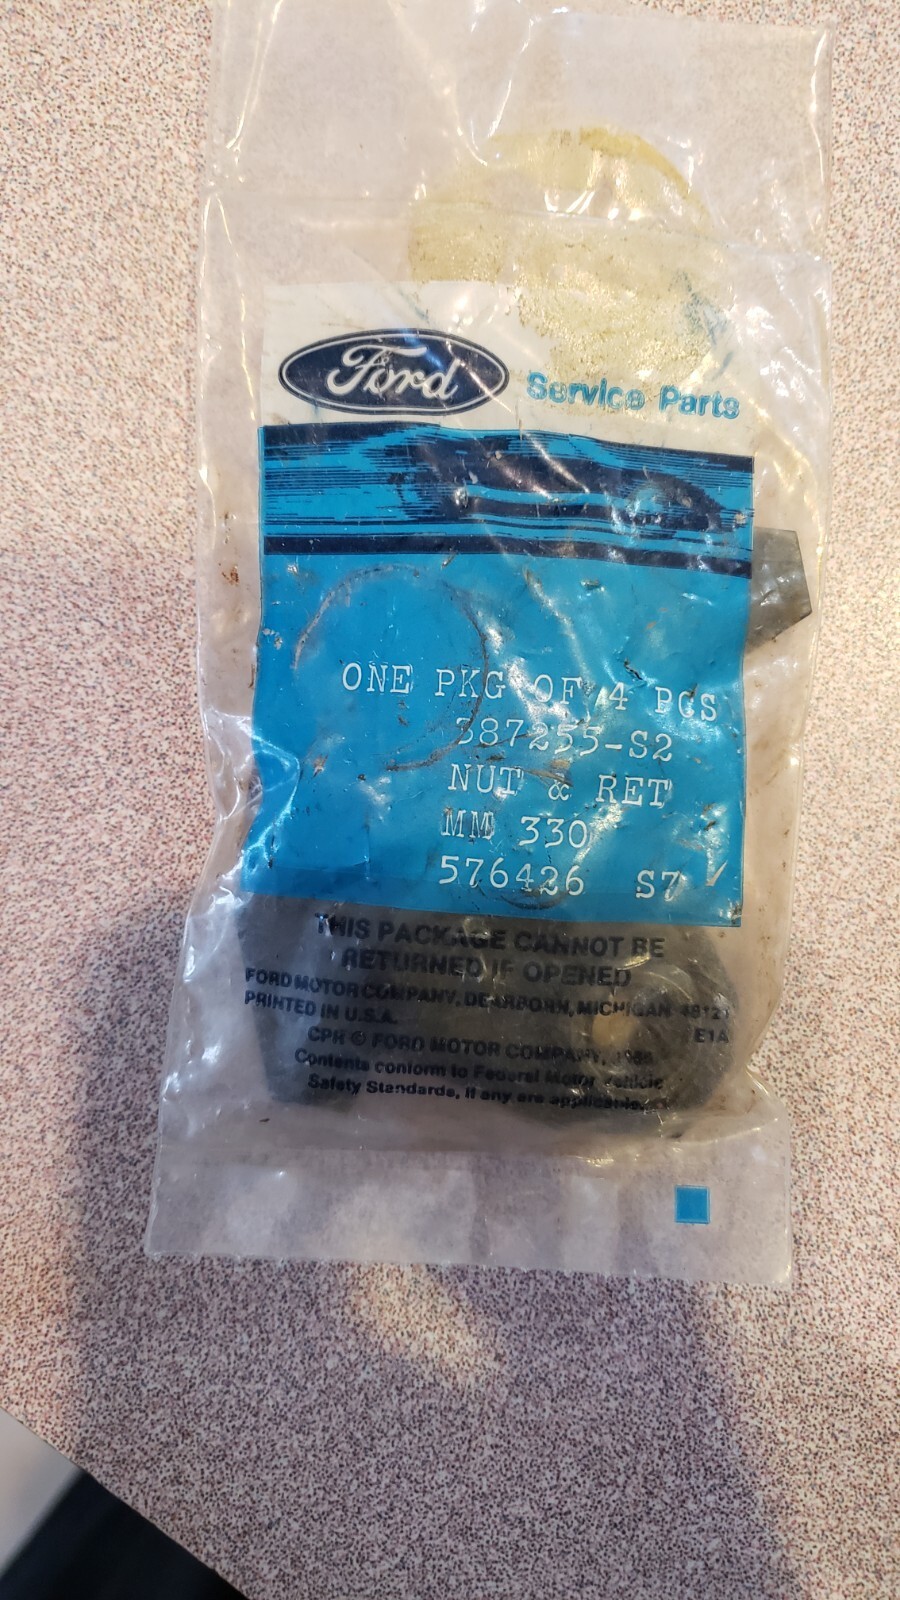 Ford
Service Parts
ONE PKG OF 4 PCS
387255-S2
NUT & RET
MM 330
576426 S7
THIS PACKAGE CANNOT BE
RETURNED IF OPENED
FORD MOTOR COMPANY, DEARBORN, MICHIGAN 48121
PRINTED IN U.S.A.
E1A
CPR © FORD MOTOR COMPANY,
Contents conform to Federal Motor Vehicle
Safety Standards, if any are applicable.